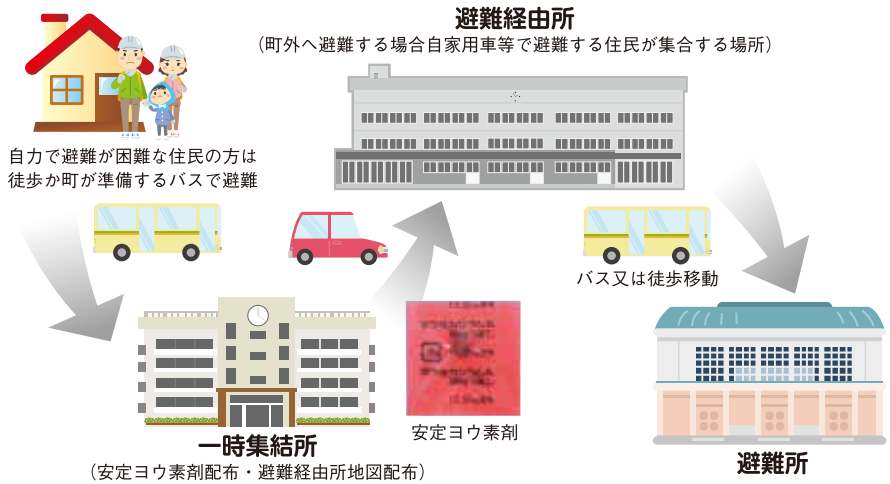 避難経由所
（町外へ避難する場合自家用車等で避難する住民が集合する場所）
自力で避難が困難な住民の方は
徒歩か町が準備するバスで避難
バス又は徒歩移動
安定ヨウ素剤
一時集結所
（安定ヨウ素剤配布・避難経由所地図配布）
避難所